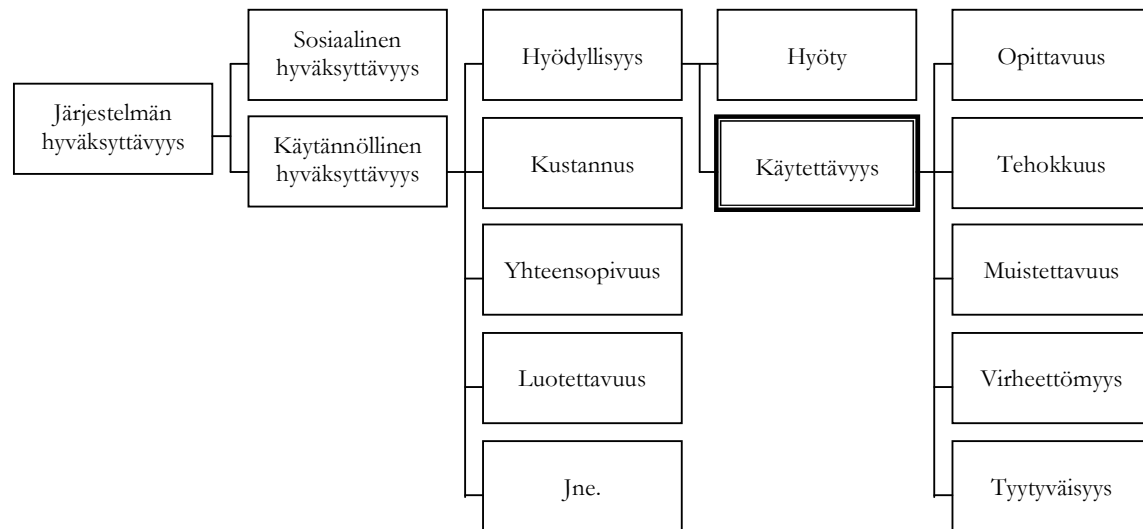 Järjestelmän
hyväksyttävyys
Sosiaalinen
hyväksyttävyys
Käytännöllinen
hyväksyttävyys
Hyödyllisyys
Kustannus
Yhteensopivuus
Luotettavuus
Jne.
Hyöty
Käytettävyys
Opittavuus
Tehokkuus
Muistettavuus
Virheettömyys
Tyytyväisyys